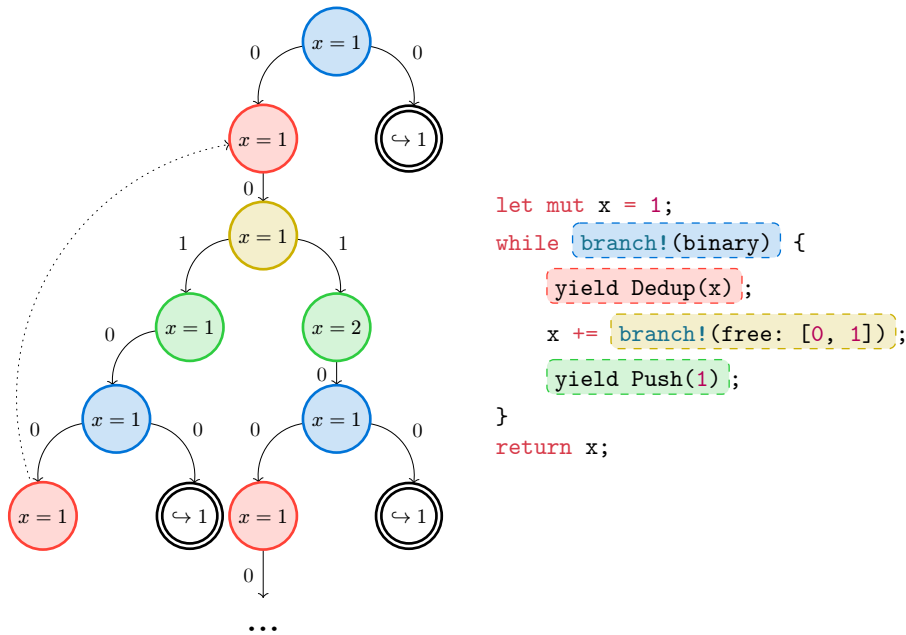 x = 1
0 0
x = 1 ↪ 1
0
x = 1
1 1
x = 1 x = 2
0 0
x = 1 x = 1
0 0 0 0
x = 1 ↪ 1 x = 1 ↪ 1
0
...
let mut x = 1;
while branch!(binary) {
yield Dedup(x);
x += branch!(free: [0, 1]);
yield Push(1);
}
return x;